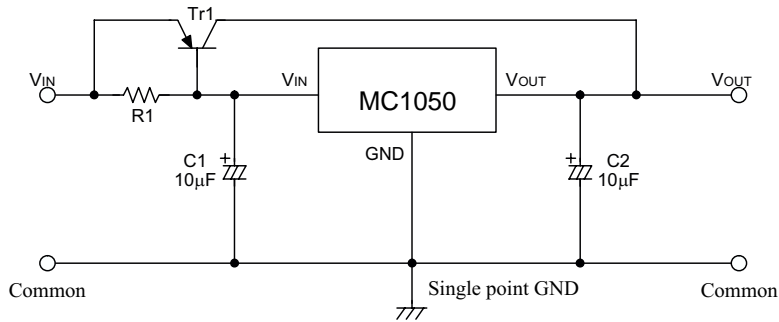 Tr1
VIN
VIN
VOUT
VOUT
MC1050
R1
GND
C1
10μF
+
C2
10μF
+
Common
Single point GND
Common